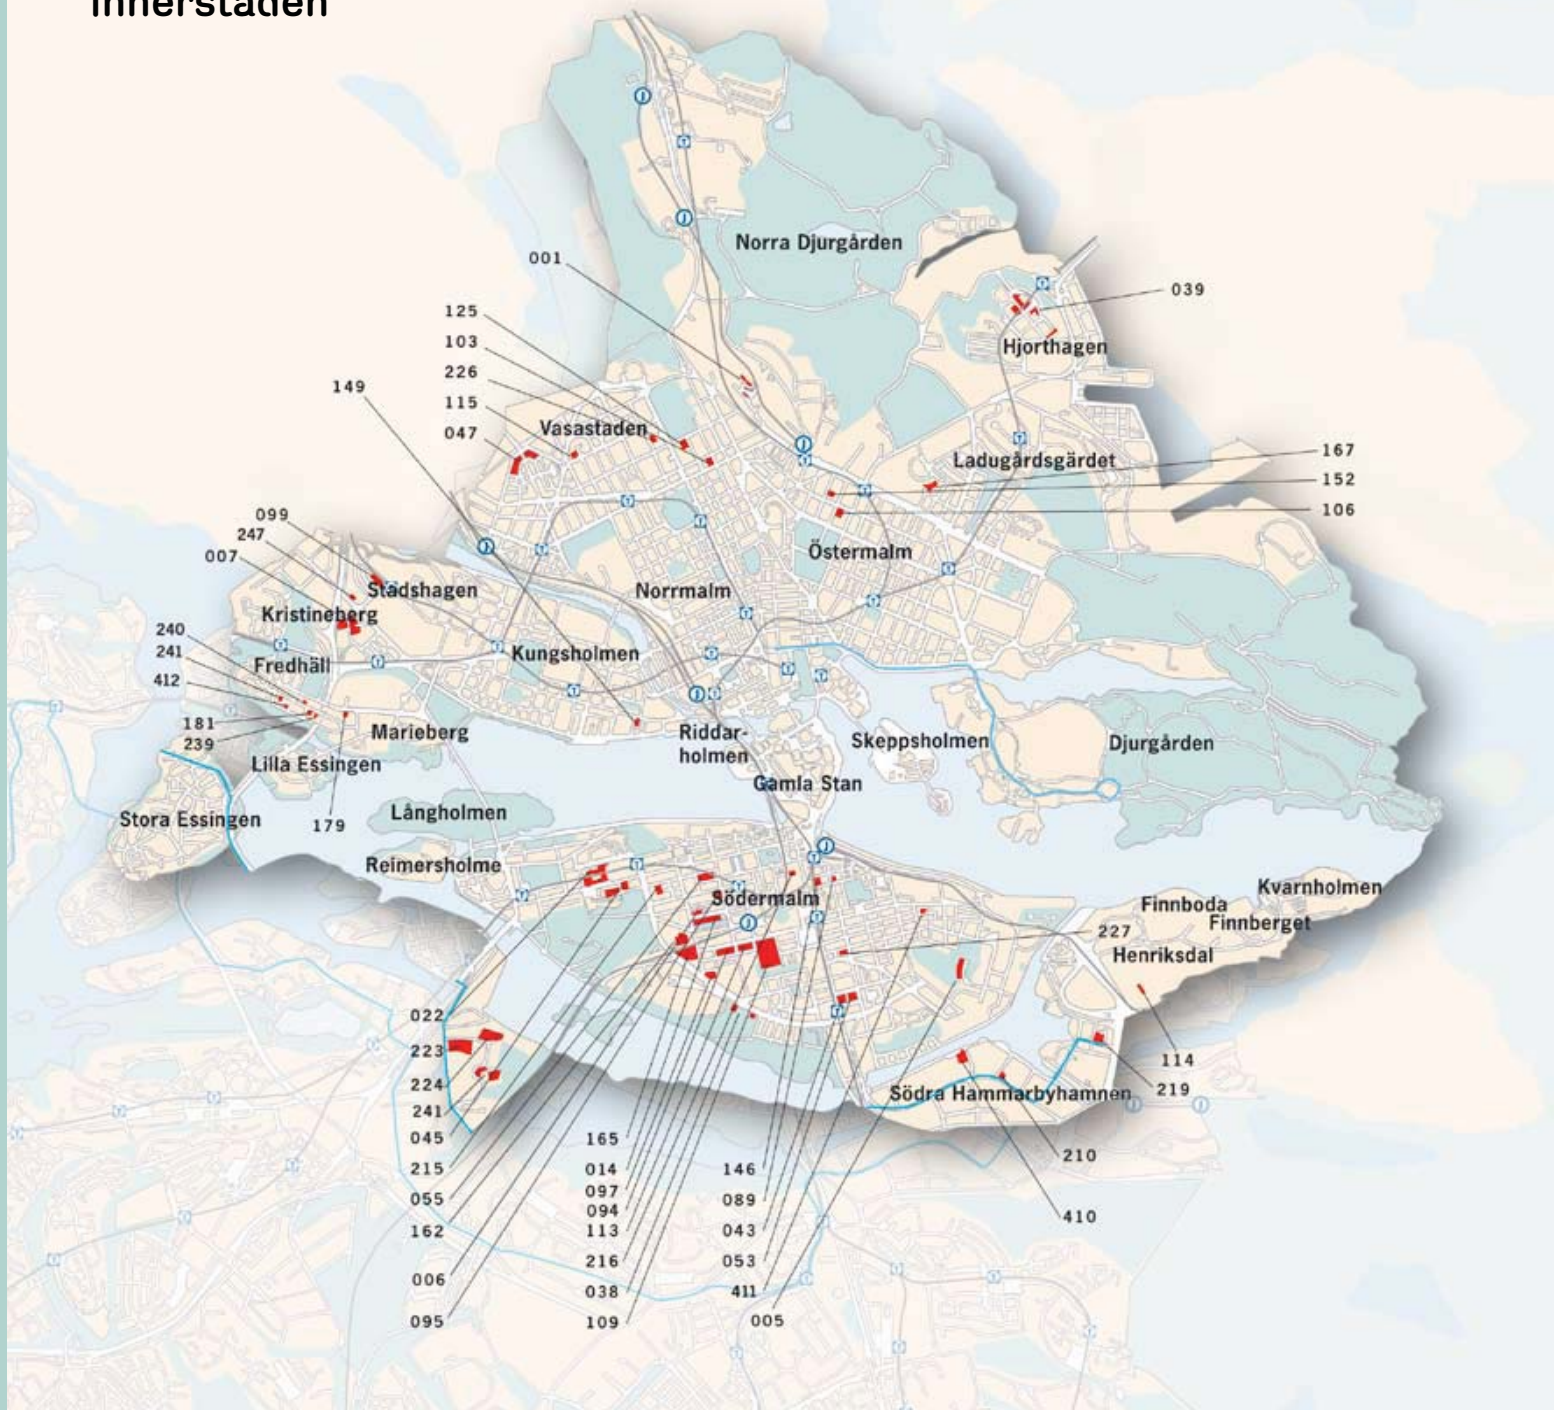 Innerstaden
Norra Djurgården
001
039
125
103
Hjorthagen
226
149
115
Vasastaden
047
167
Ladugårdsgärdet
152
106
099
247
Östermalm
007
Stadshagen
Norrmalm
Kristineberg
240
241
Kungsholmen
Fredhäll
412
181
Marieberg
Riddar-
holmen
Skeppsholmen
Djurgården
239
Lilla Essingen
Gamla Stan
Långholmen
Stora Essingen
179
Reimersholme
Kvarnholmen
Södermalm
Finnboda
Finnberget
227
Henriksdal
022
223
114
224
219
Södra Hammarbyhamnen
241
045
165
215
014
146
210
055
097
089
094
410
162
113
043
006
216
053
038
411
095
109
005